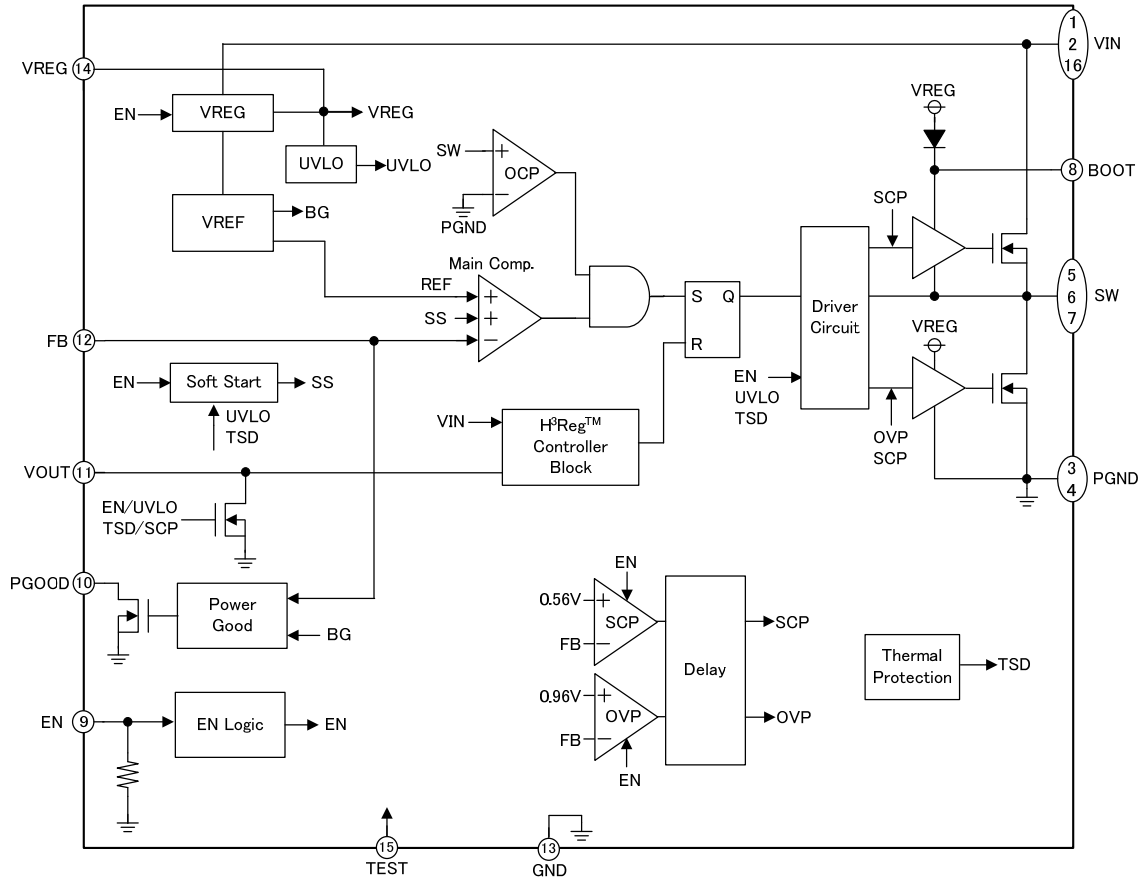 1
2
16
VIN
VREG
14
VREG
EN
VREG
VREG
UVLO
UVLO
SW
+
OCP
−
PGND
8
BOOT
VREF
BG
SCP
Main Comp.
REF
+
SS
+
−
S
Q
R
Driver
Circuit
5
6
7
SW
FB
12
VREG
EN
Soft Start
SS
UVLO
TSD
EN
UVLO
TSD
VIN
H³Reg™
Controller
Block
OVP
SCP
VOUT
11
3
4
PGND
EN/UVLO
TSD/SCP
PGOOD
10
Power
Good
BG
EN
0.56V
+
SCP
FB
−
Delay
SCP
Thermal
Protection
TSD
0.96V
+
OVP
FB
−
OVP
EN
EN
9
EN Logic
EN
15
TEST
13
GND